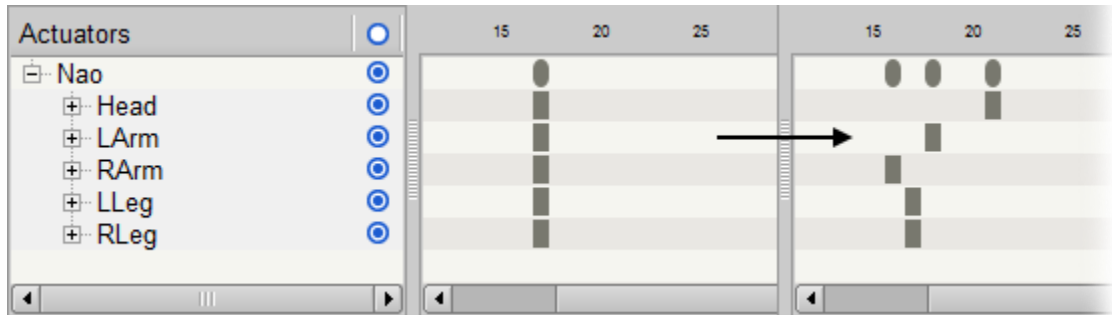 Actuators 15 20 25 15 20 25
Nao
Head
LArm
RArm
LLeg
RLeg